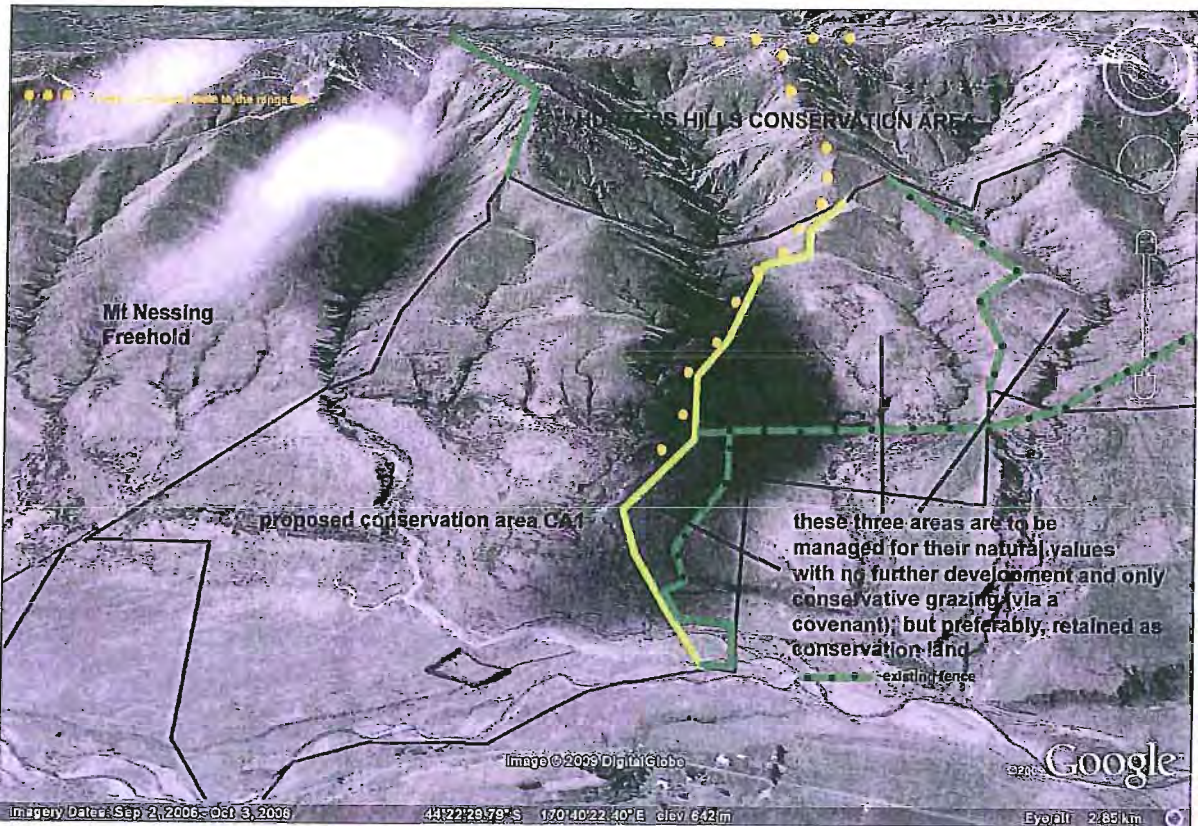 to the range
HUNTERS HILLS CONSERVATION AREA
Mt Nessing
Freehold
proposed conservation area CA1
these three areas are to be
managed for their natural values
with no further development and only
conservative grazing (via a
covenant); but preferably, retained as
conservation land
existing fence
Image © 2009 DigitalGlobe
Google
Imagery Dates: Sep 2, 2006 - Oct 3, 2006
44°22'29.79"S 170°40'22.40"E elev 642 m
Eye alt 2.85 km